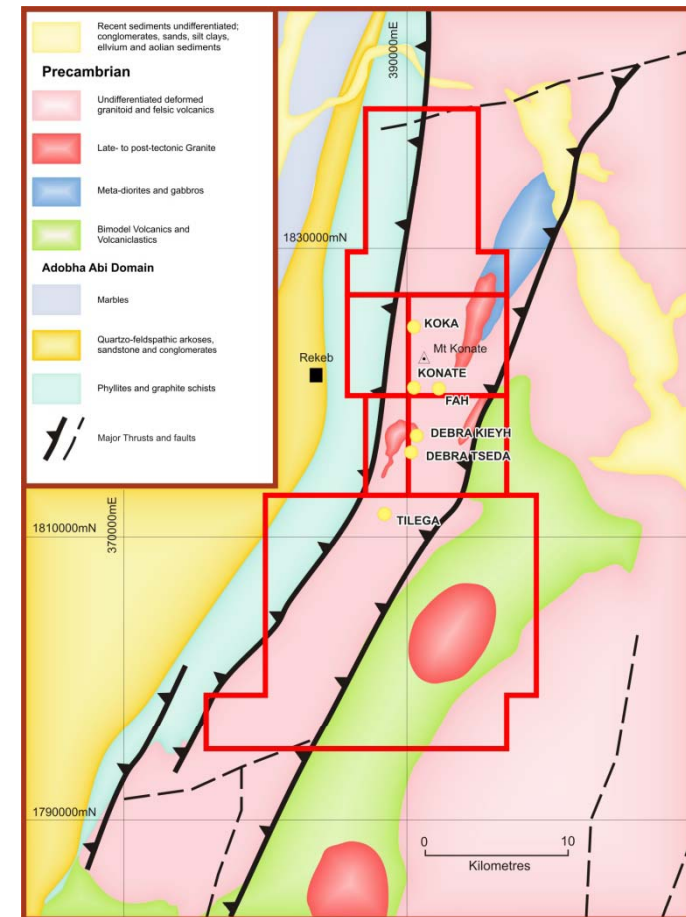 Recent sediments undifferentiated;
conglomerates, sands, silt clays,
ellvium and aolian sediments
Precambrian
Undifferentiated deformed
granitoid and felsic volcanics
Late- to post-tectonic Granite
Meta-diorites and gabbros
Bimodel Volcanics and
Volcaniclastics
Adobha Abi Domain
Marbles
Quartzo-feldspathic arkoses,
sandstone and conglomerates
Phyllites and graphite schists
Major Thrusts and faults
390000mE
1830000mN
KOKA
Mt Konate
Rekeb
KONATE
FAH
DEBRA KIEYH
DEBRA TSEDA
TILEGA
1810000mN
370000mE
1790000mN
0 10
Kilometres